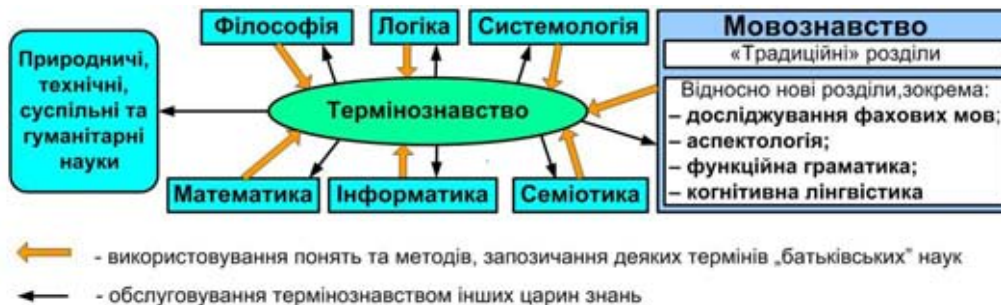 Філософія
Логіка
Системологія
Мовознавство
«Традиційні» розділи
Природничі,
технічні,
суспільні та
гуманітарні
науки
Термінознавство
Відносно нові розділи,зокрема:
– досліджування фахових мов;
– аспектологія;
– функційна граматика;
– когнітивна лінгвістика
Математика
Інформатика
Семіотика
- використовування понять та методів, запозичання деяких термінів „батьківських” наук
- обслуговування термінознавством інших царин знань